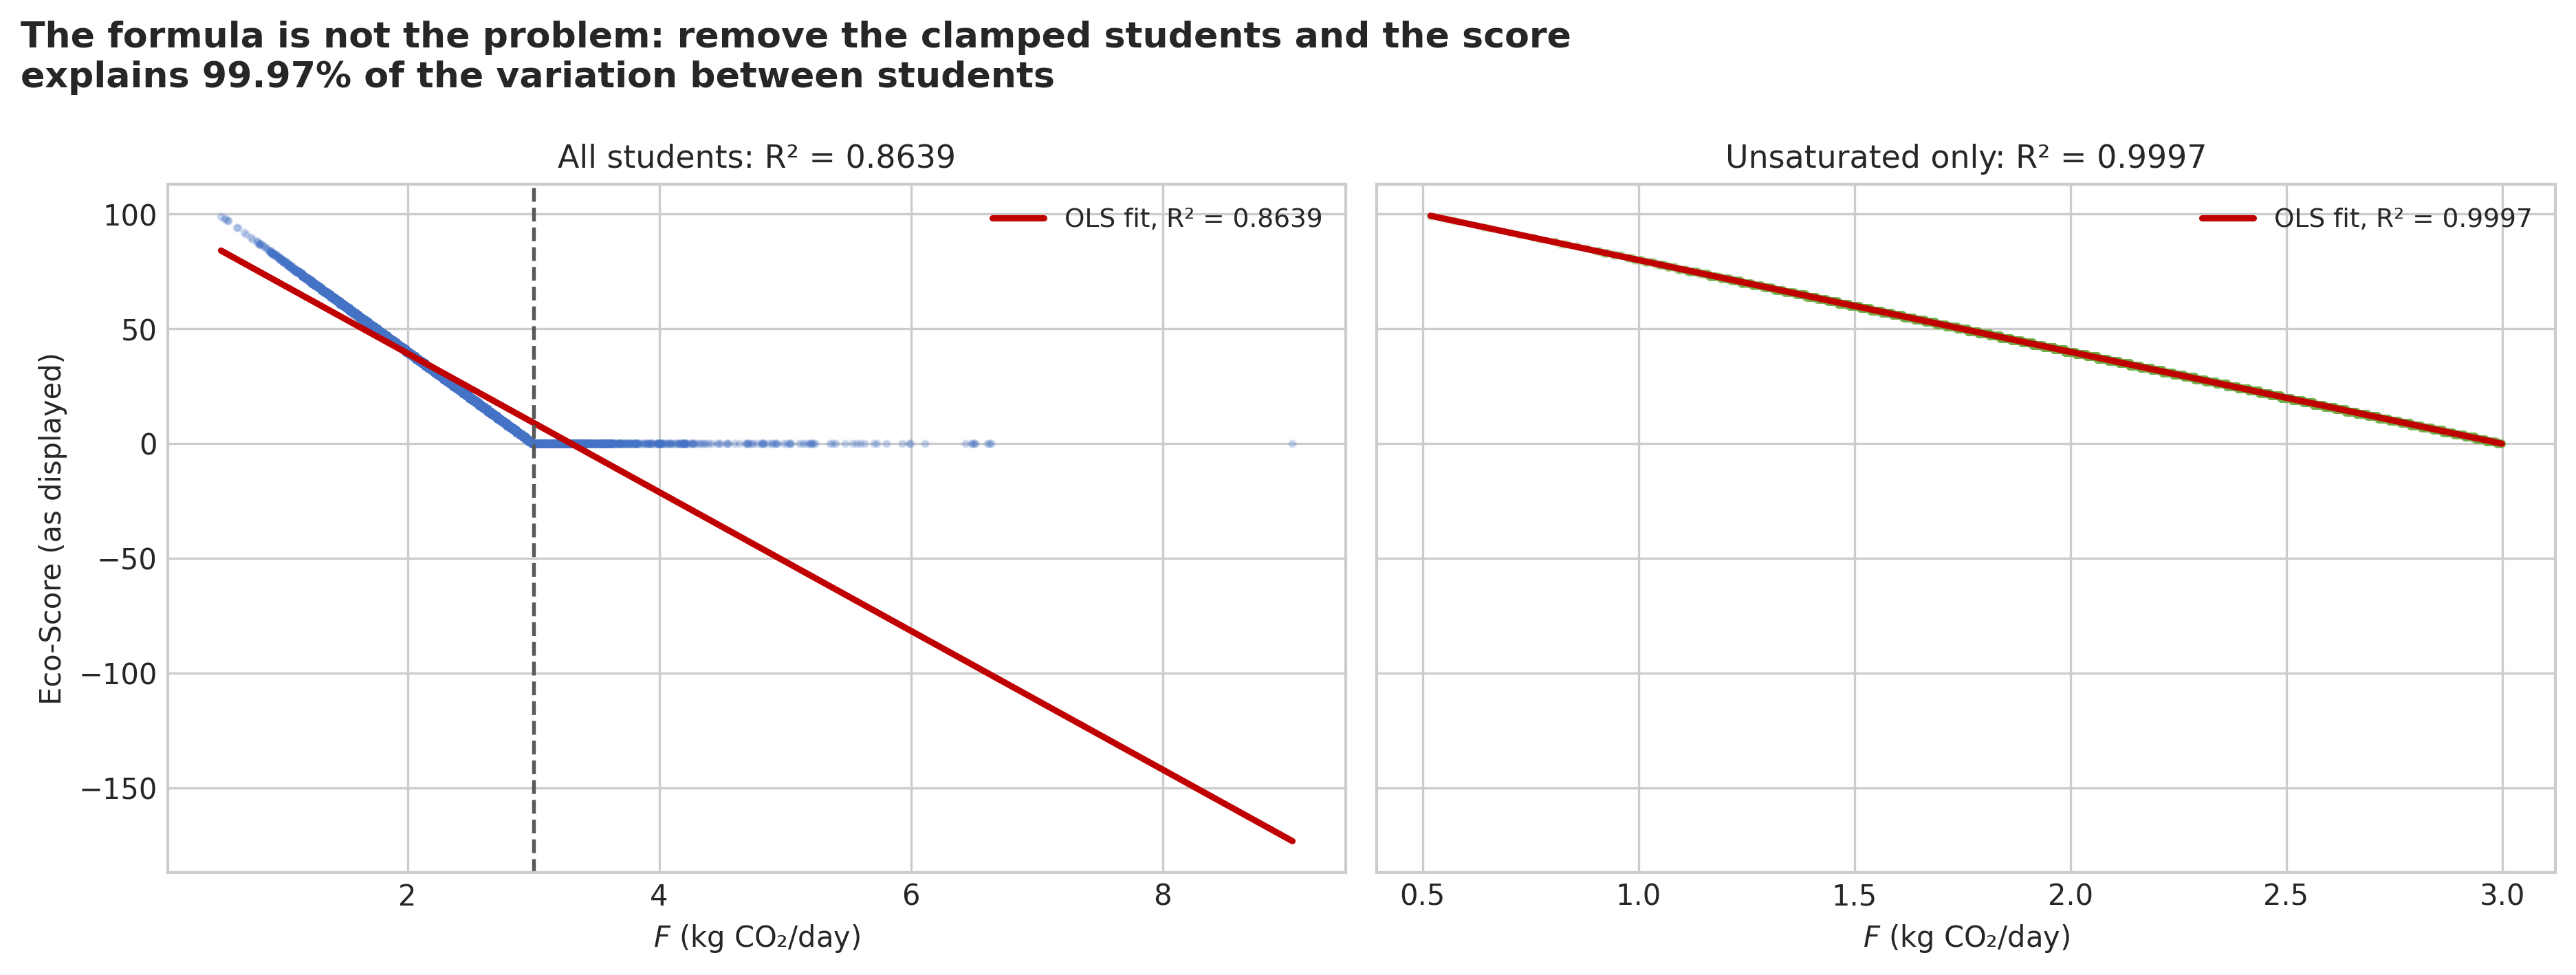 The formula is not the problem: remove the clamped students and the score
explains 99.97% of the variation between students
All students: R² = 0.8639
Unsaturated only: R² = 0.9997
OLS fit, R² = 0.8639
OLS fit, R² = 0.9997
Eco-Score (as displayed)
100
50
0
−50
−100
−150
2
4
6
8
F (kg CO₂/day)
0.5
1.0
1.5
2.0
2.5
3.0
F (kg CO₂/day)